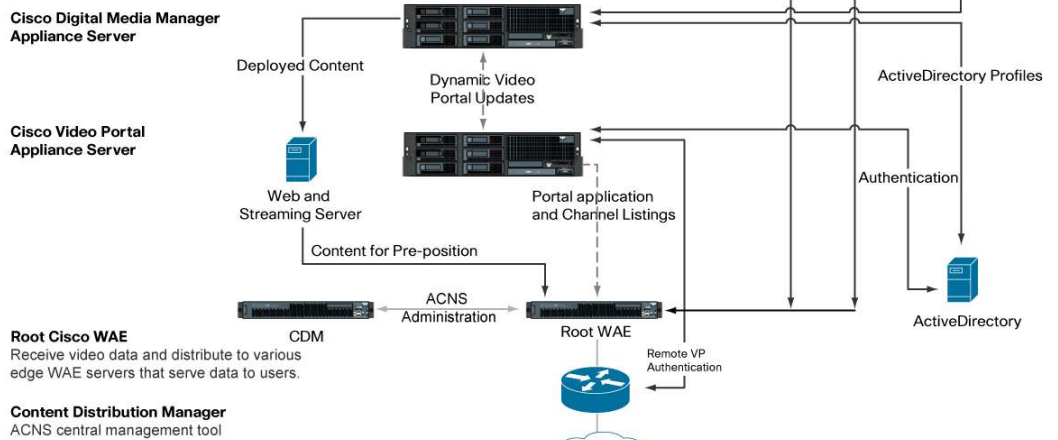 Cisco Digital Media Manager
Appliance Server
Deployed Content
Dynamic Video
Portal Updates
ActiveDirectory Profiles
Cisco Video Portal
Appliance Server
Web and
Streaming Server
Portal application
and Channel Listings
Authentication
Content for Pre-position
ACNS
Administration
CDM
Root WAE
ActiveDirectory
Root Cisco WAE
Receive video data and distribute to various
edge WAE servers that serve data to users.
Remote VP
Authentication
Content Distribution Manager
ACNS central management tool